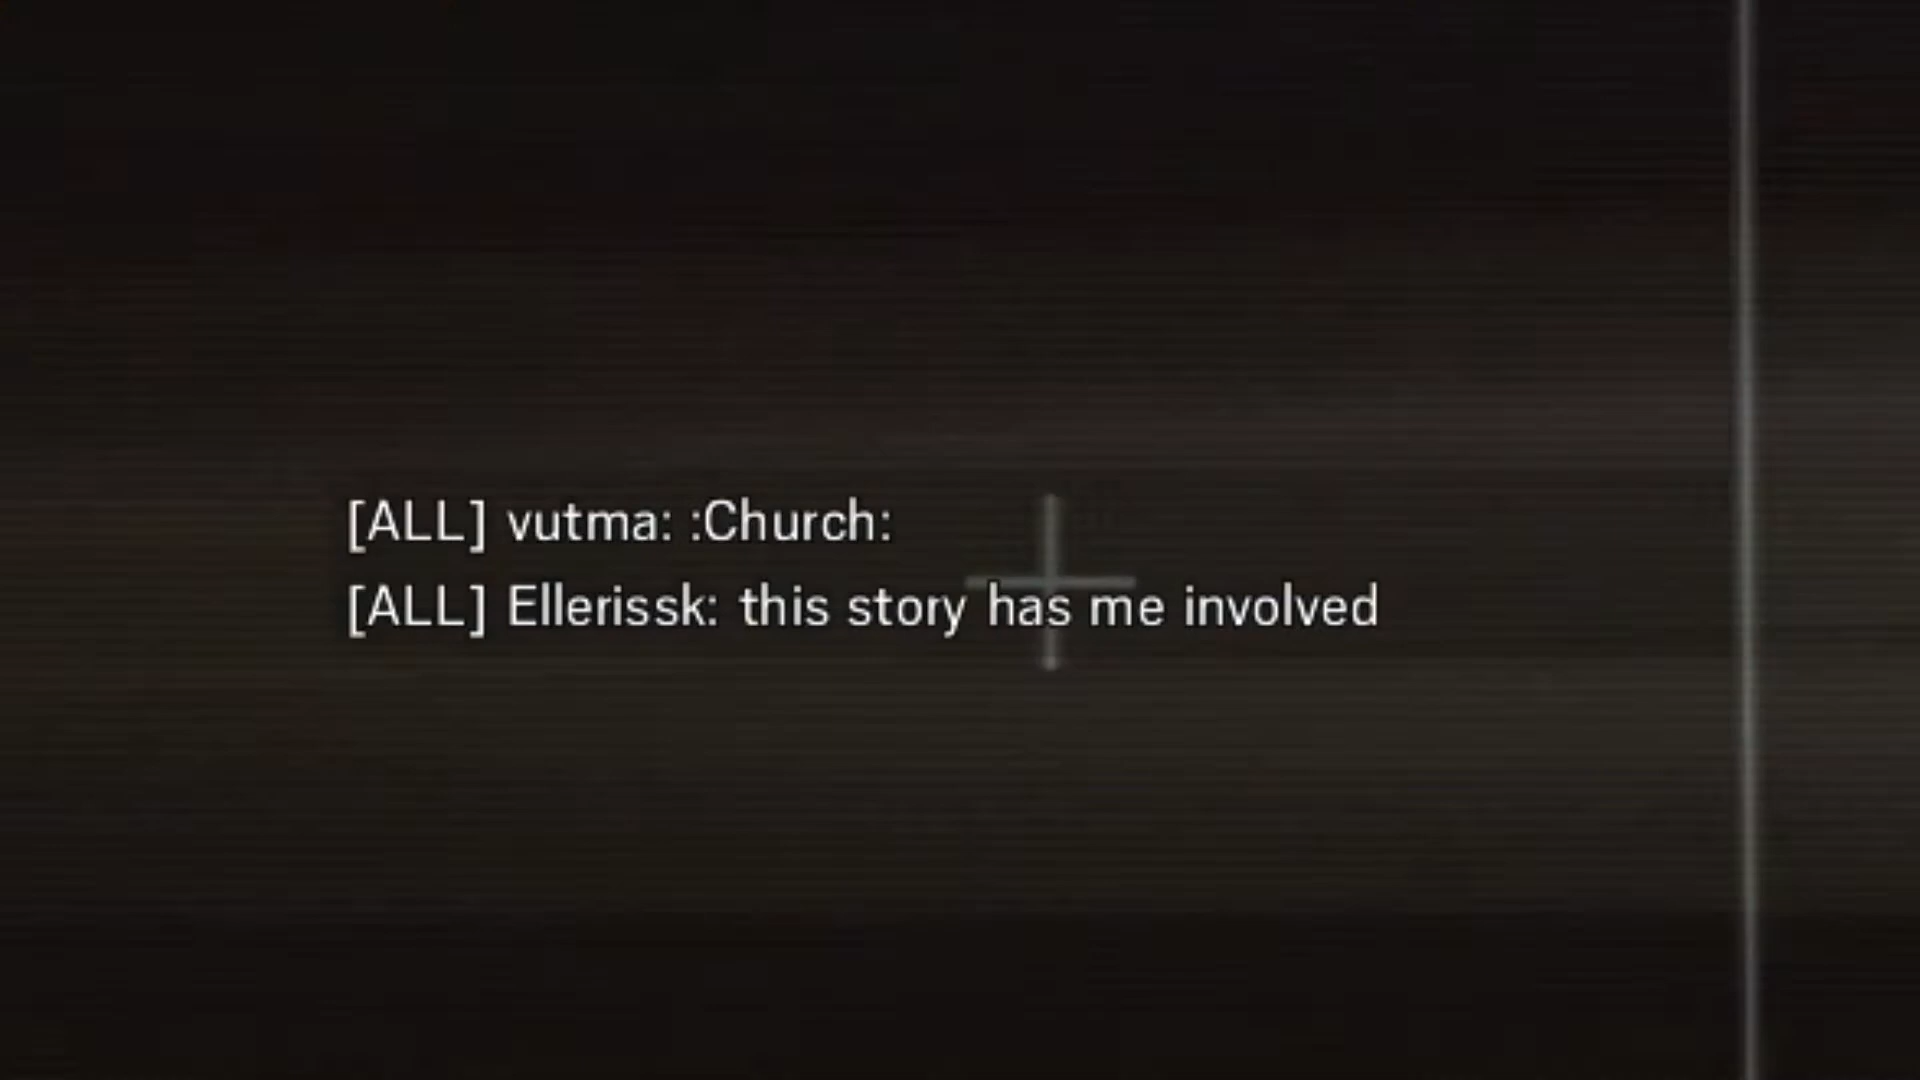 [ALL] vutma: :Church:
[ALL] Ellerissk: this story has me involved